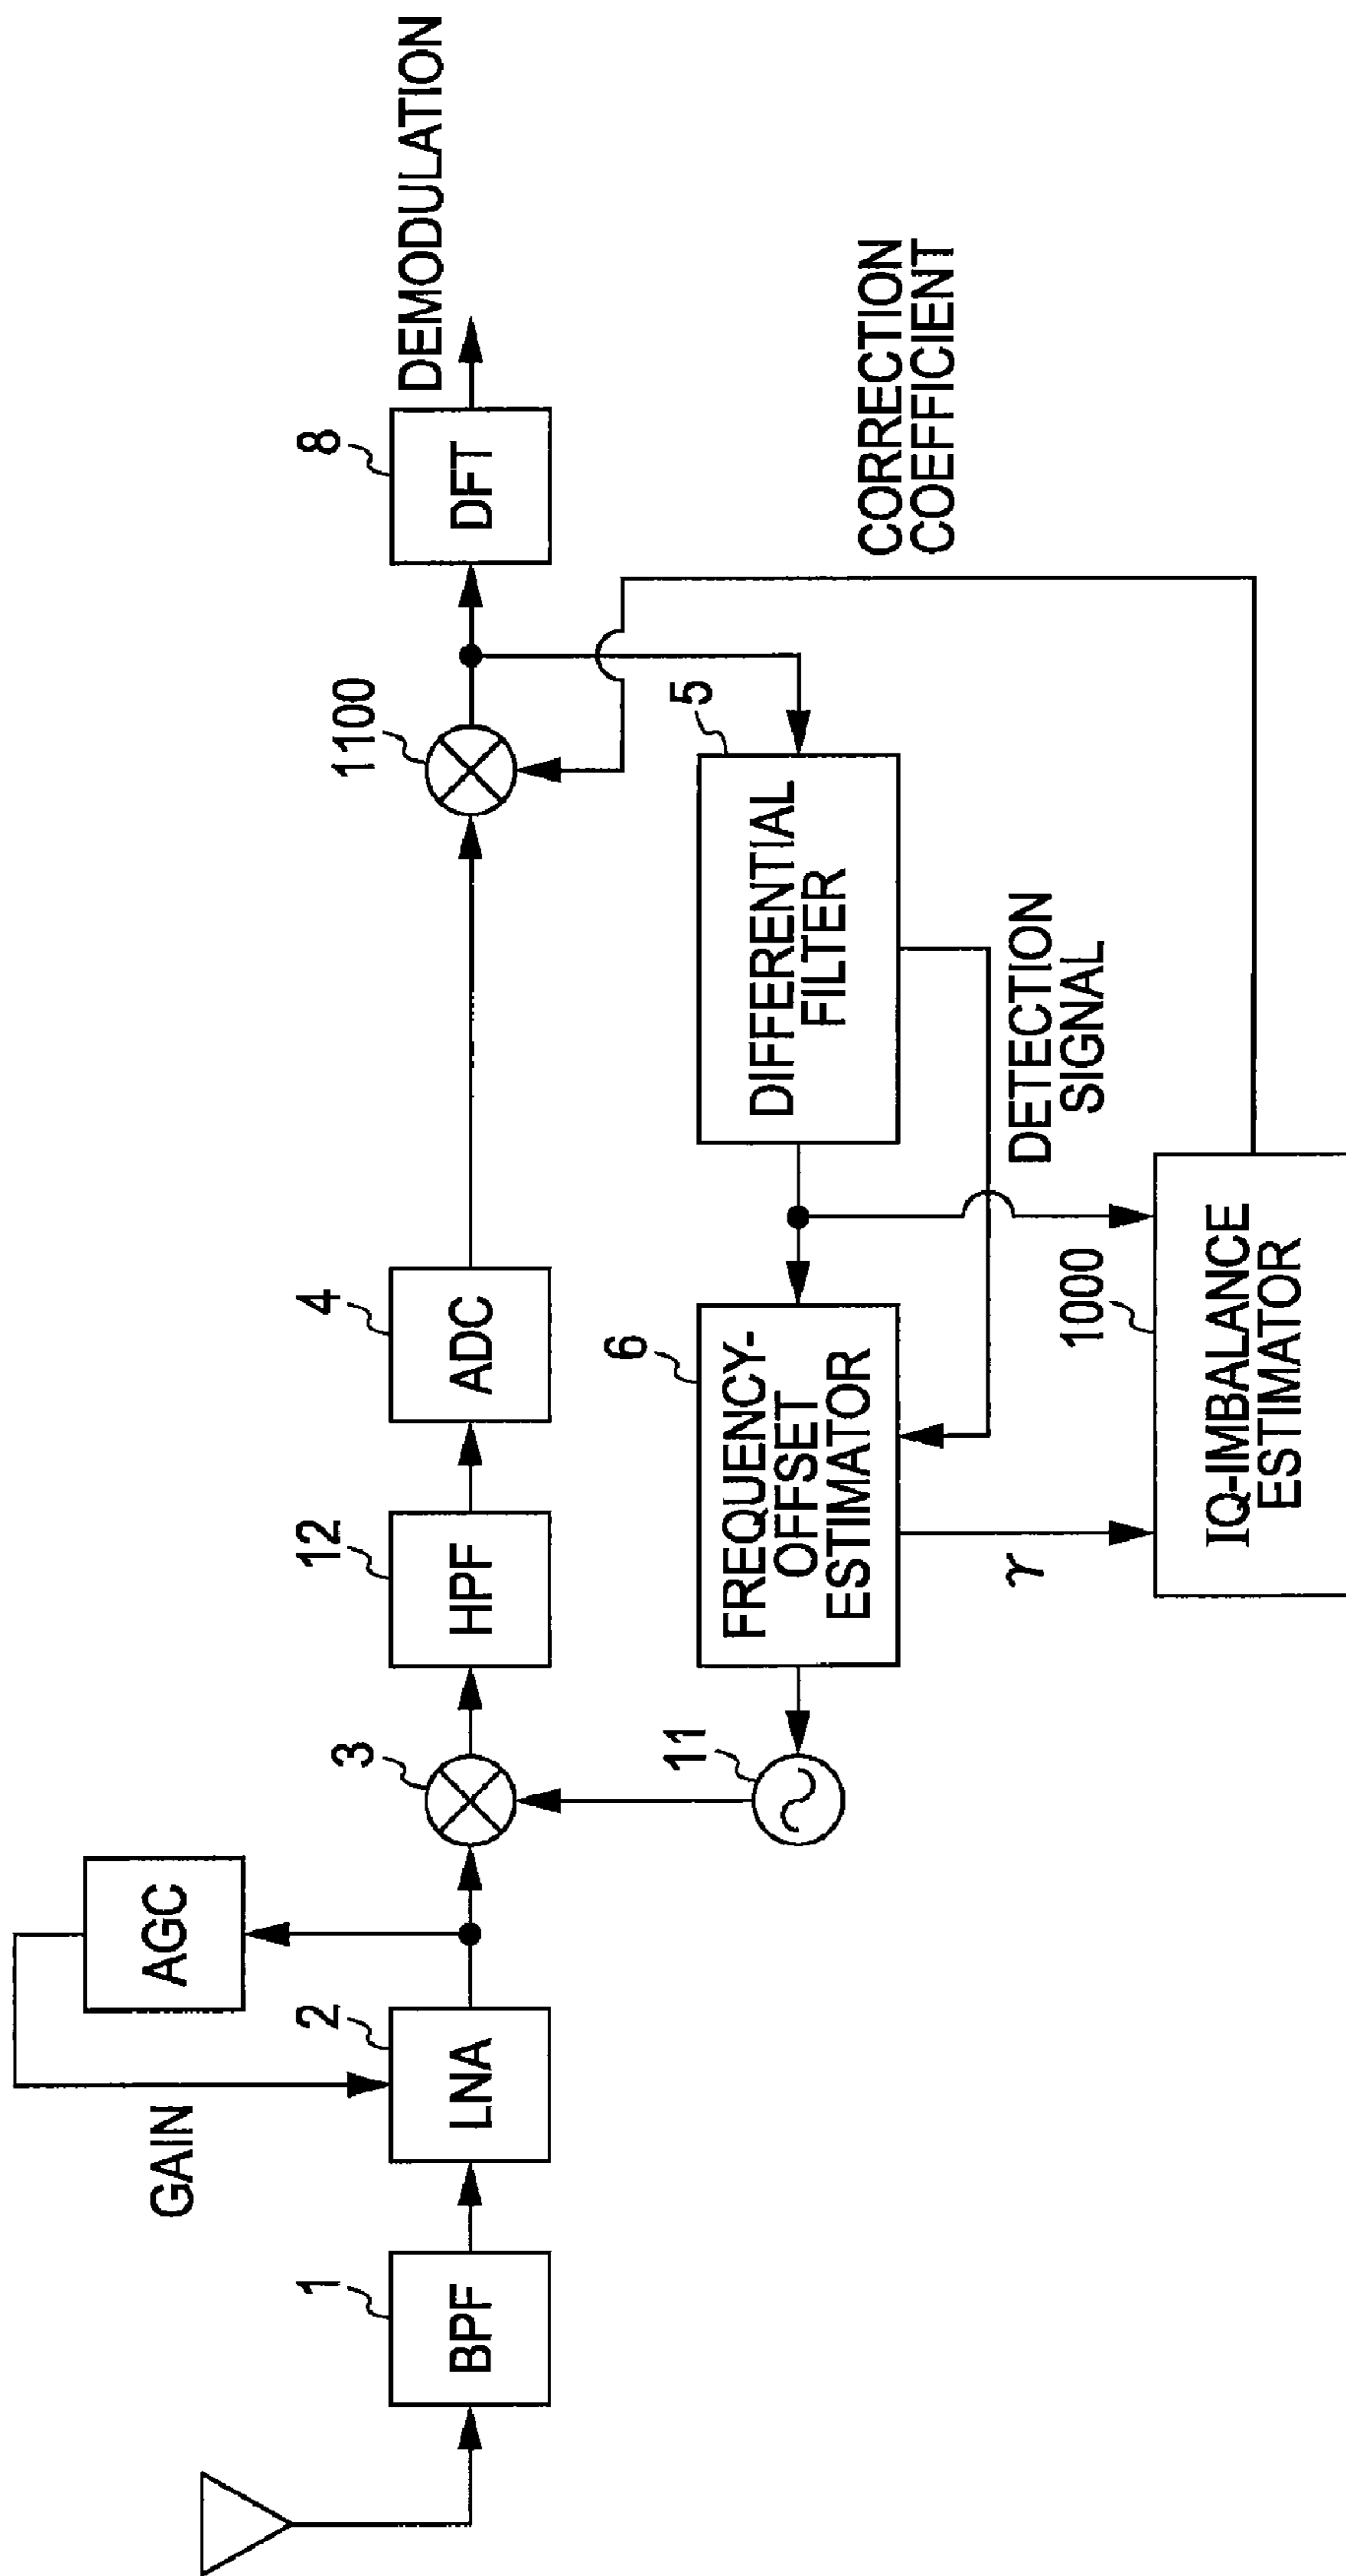 GAIN
AGC
1
BPF
2
LNA
3
12
HPF
4
ADC
1100
8
DFT
DEMODULATION
11
6
FREQUENCY-
OFFSET
ESTIMATOR
5
DIFFERENTIAL
FILTER
γ
DETECTION
SIGNAL
CORRECTION
COEFFICIENT
1000
IQ-IMBALANCE
ESTIMATOR